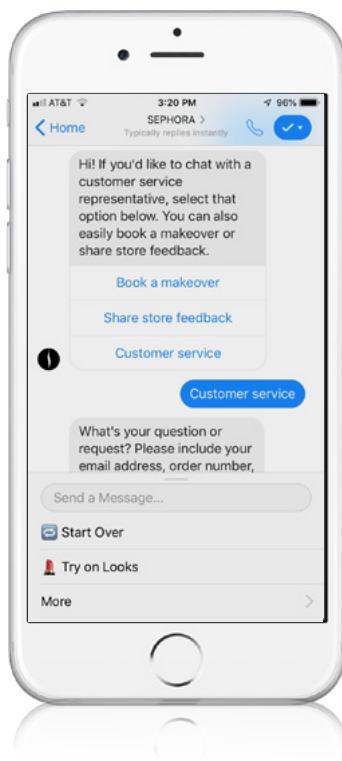 AT&T 3:20 PM 96%
Home SEPHORA >
Typically replies instantly
Hi! If you'd like to chat with a
customer service
representative, select that
option below. You can also
easily book a makeover or
share store feedback.
Book a makeover
Share store feedback
Customer service
Customer service
What's your question or
request? Please include your
email address, order number,
Send a Message...
Start Over
Try on Looks
More